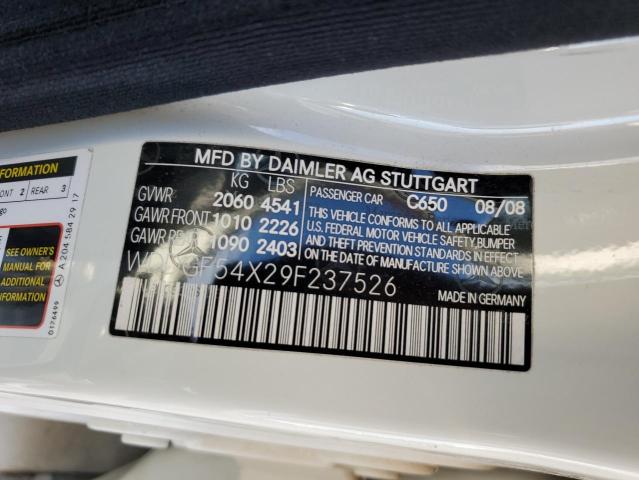 MFD BY DAIMLER AG STUTTGART
KG LBS
GVWR 2060 4541
GAWR FRONT 1010 2226
GAWR 1090 2403
PASSENGER CAR C650 08/08
THIS VEHICLE CONFORMS TO ALL APPLICABLE
U.S. FEDERAL MOTOR VEHICLE SAFETY, BUMPER
AND THEFT PREVENTION STANDARDS IN EFFECT
ON THE DATE OF MANUFACTURE SHOWN ABOVE.
GF54X29F237526
MADE IN GERMANY
FORMATION
ONT 2 REAR 3
SEE OWNER'S
MANUAL FOR
ADDITIONAL
INFORMATION
A 204 584 29 17
0176499